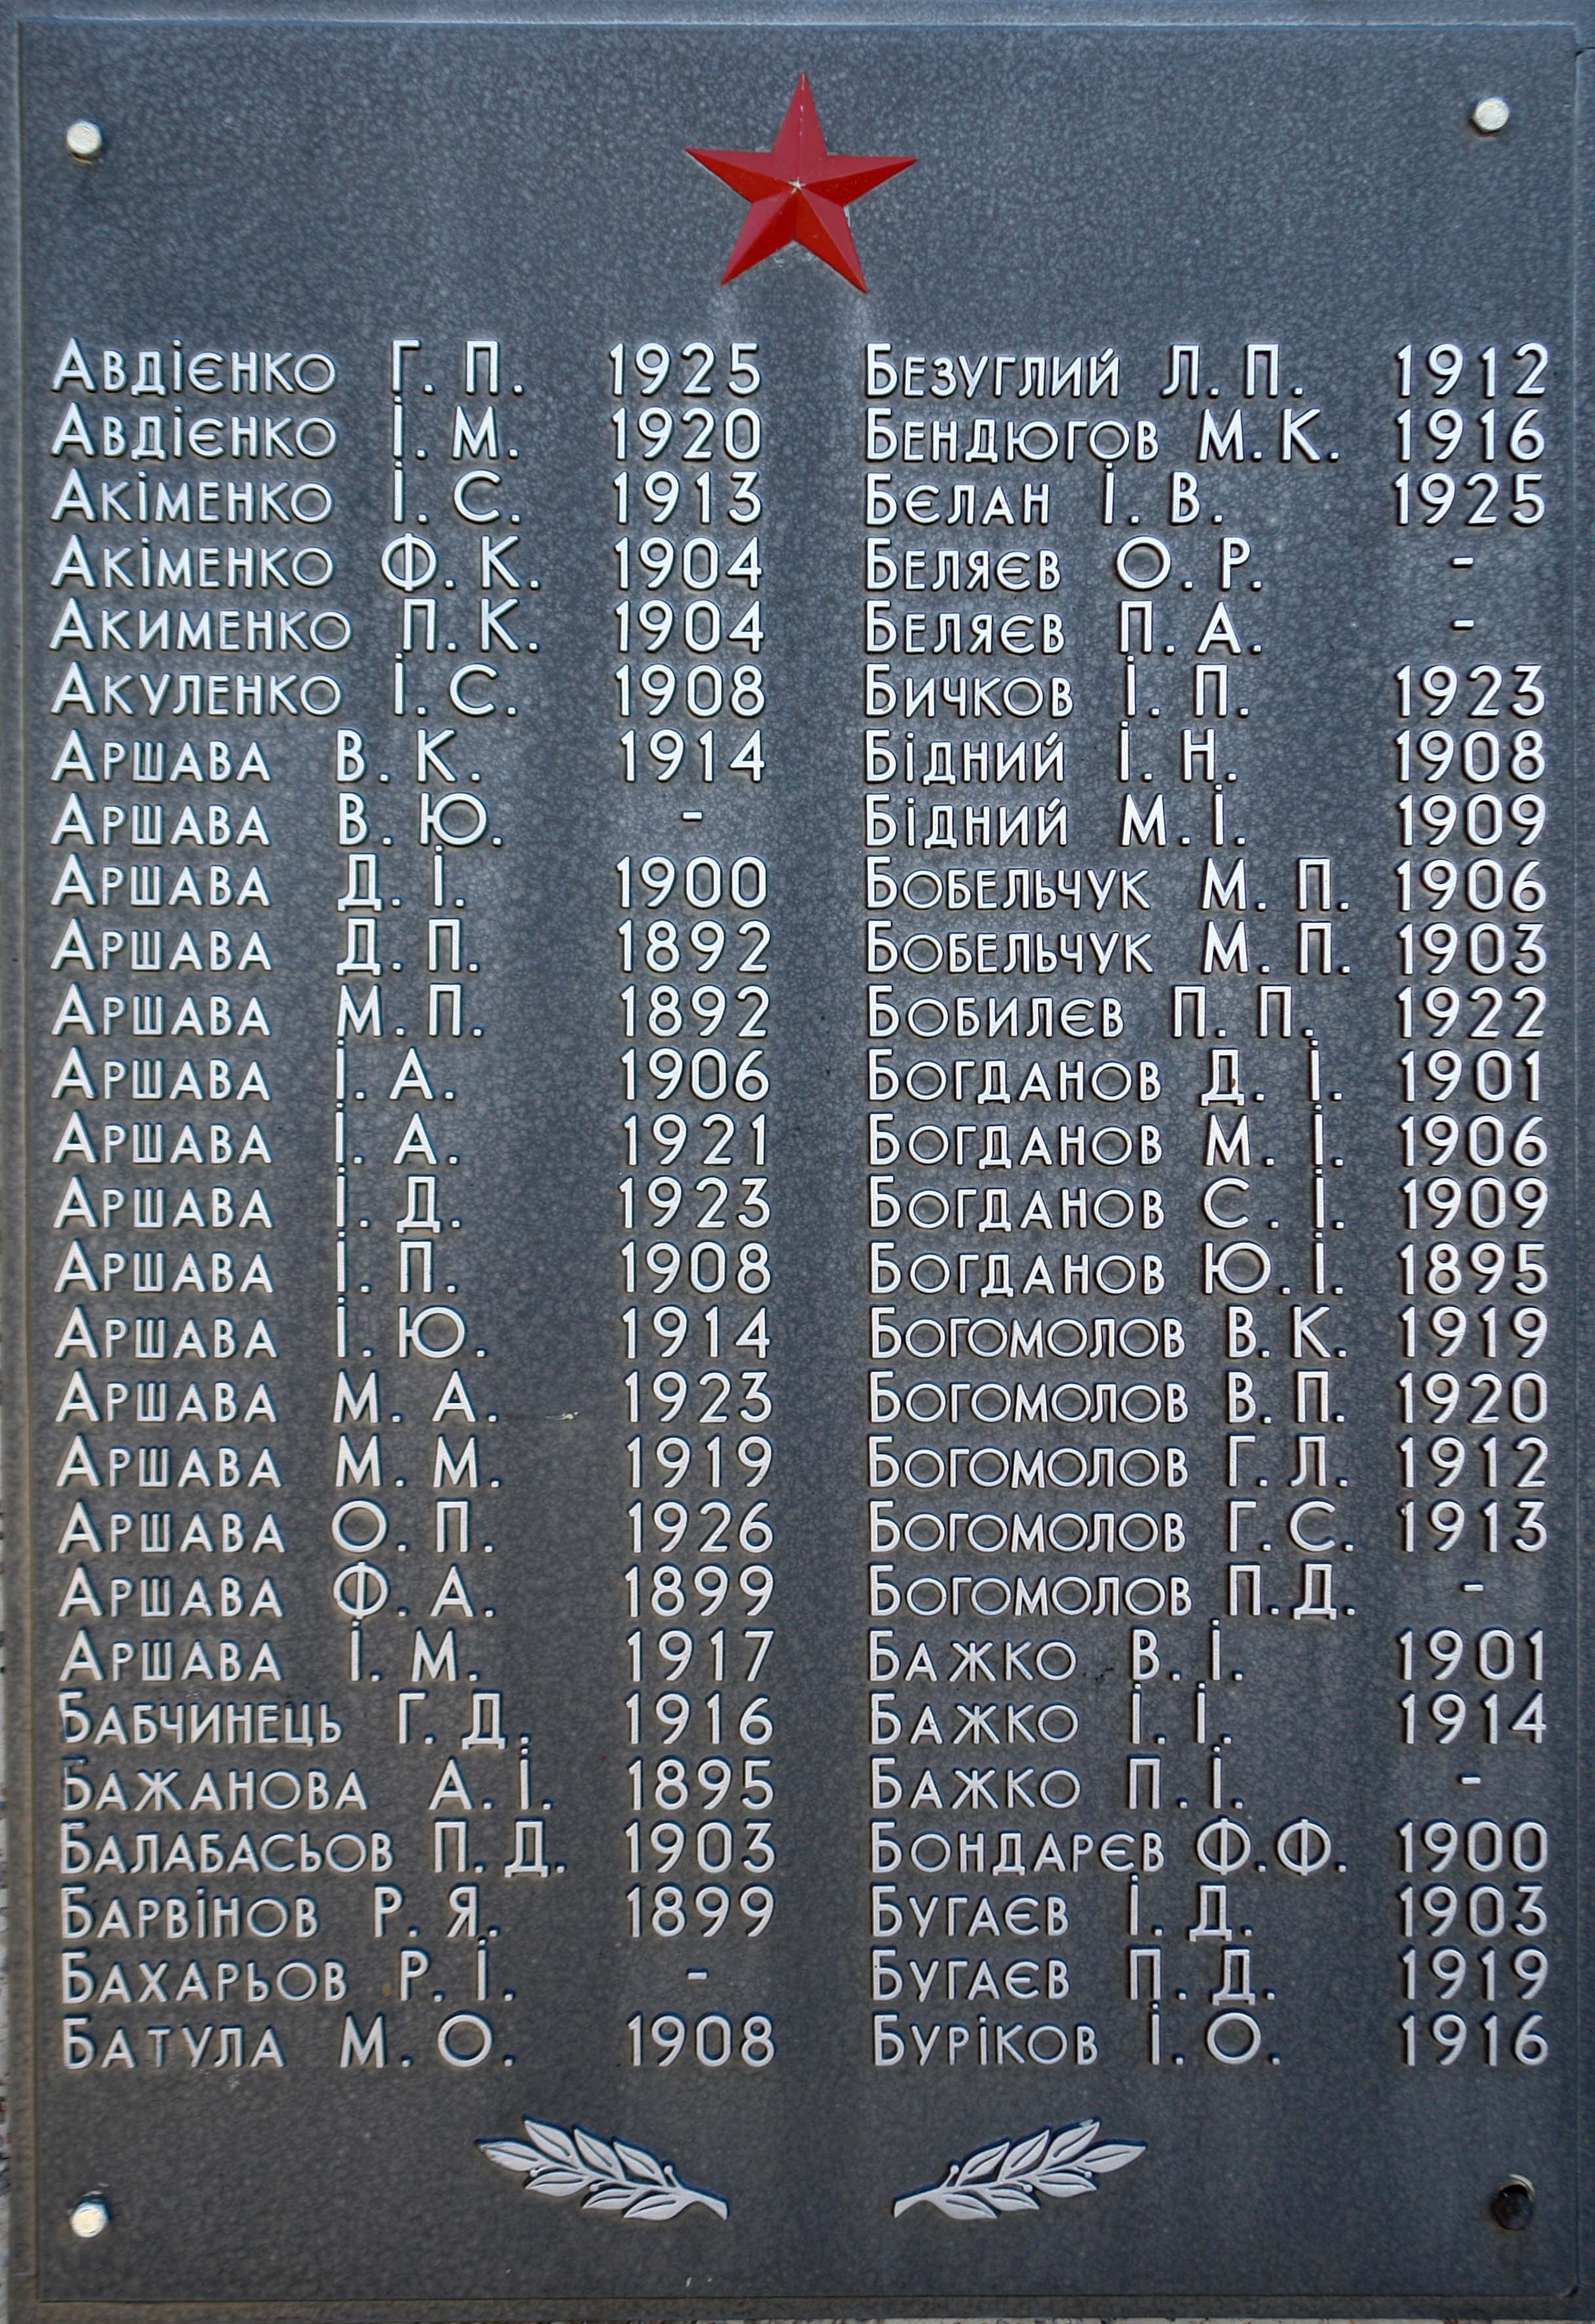 Авдієнко Г. П. 1925
Авдієнко І. М. 1920
Акіменко І. С. 1913
Акіменко Ф. К. 1904
Акименко П. К. 1904
Акуленко І. С. 1908
Аршава В. К. 1914
Аршава В. Ю. -
Аршава Д. І. 1900
Аршава Д. П. 1892
Аршава М. П. 1892
Аршава І. А. 1906
Аршава І. А. 1921
Аршава І. Д. 1923
Аршава І. П. 1908
Аршава І. Ю. 1914
Аршава М. А. 1923
Аршава М. М. 1919
Аршава О. П. 1926
Аршава Ф. А. 1899
Аршава І. М. 1917
Бабчинець Г. Д. 1916
Бажанова А. І. 1895
Балабасьов П. Д. 1903
Барвінов Р. Я. 1899
Бахарьов Р. І. -
Батула М. О. 1908
Безуглий Л. П. 1912
Бендюгов М. К. 1916
Бєлан І. В. 1925
Беляєв О. Р. -
Беляєв П. А. -
Бичков І. П. 1923
Бідний І. Н. 1908
Бідний М. І. 1909
Бобельчук М. П. 1906
Бобельчук М. П. 1903
Бобилєв П. П. 1922
Богданов Д. І. 1901
Богданов М. І. 1906
Богданов С. І. 1909
Богданов Ю. І. 1895
Богомолов В. К. 1919
Богомолов В. П. 1920
Богомолов Г. Л. 1912
Богомолов Г. С. 1913
Богомолов П. Д. -
Бажко В. І. 1901
Бажко І. І. 1914
Бажко П. І. -
Бондарєв Ф. Ф. 1900
Бугаєв І. Д. 1903
Бугаєв П. Д. 1919
Буріков І. О. 1916